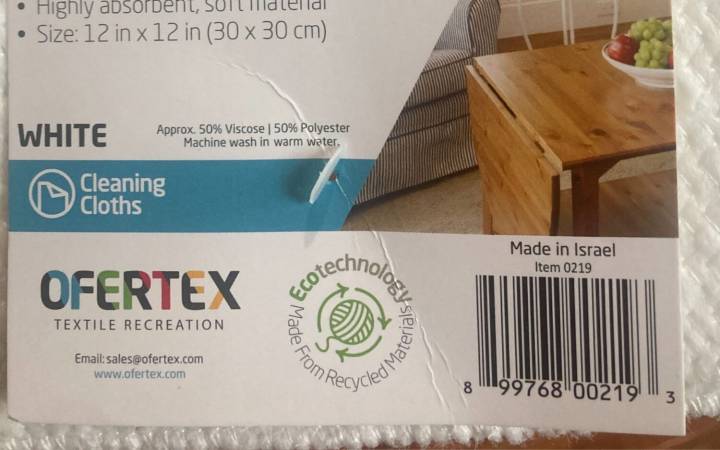 • Highly absorbent, soft material
• Size: 12 in x 12 in (30 x 30 cm)
WHITE
Approx. 50% Viscose | 50% Polyester
Machine wash in warm water.
Cleaning
Cloths
OFERTEX
TEXTILE RECREATION
Email: sales@ofertex.com
www.ofertex.com
Ecotechnology
Made From Recycled Materials
Made in Israel
Item 0219
8 99768 00219 3